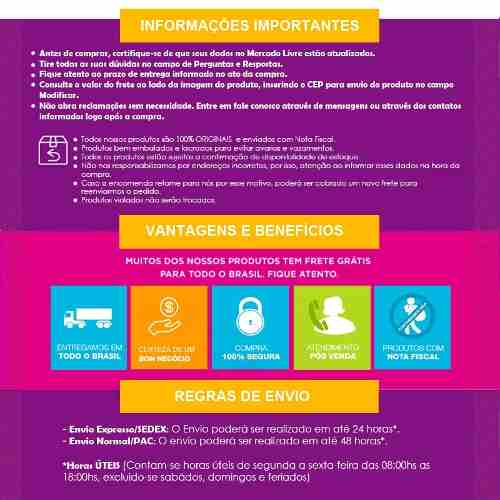 INFORMAÇÕES IMPORTANTES
• Antes de comprar, certifique-se de que seus dados no Mercado Livre estão atualizados.
• Tire todas as suas dúvidas no campo de Perguntas e Respostas.
• Fique atento ao prazo de entrega informado no ato da compra.
• Consulte o valor do frete ao lado da imagem do produto, inserindo o CEP para envio do produto no campo
Modificar.
• Não abra reclamações sem necessidade. Entre em fale conosco através de mensagens ou através dos contatos
informados logo após a compra.
• Todos nossos produtos são 100% ORIGINAIS e enviados com Nota Fiscal.
• Produtos bem embalados e lacrados para evitar avarias e vazamentos.
• Todos os produtos estão sujeitos a confirmação de disponibilidade de estoque
• Não nos responsabilizamos por endereços incorretos, por isso, atenção ao informar esses dados na hora da
compra.
• Caso a encomenda retorne para nós por esse motivo, poderá ser cobrado um novo frete para
reenviarmos o pedido.
• Produtos violados não serão trocados.
VANTAGENS E BENEFÍCIOS
MUITOS DOS NOSSOS PRODUTOS TEM FRETE GRÁTIS
PARA TODO O BRASIL. FIQUE ATENTO.
ENTREGAMOS EM
TODO O BRASIL
CERTEZA DE UM
BOM NEGÓCIO
COMPRA
100% SEGURA
ATENDIMENTO
PÓS VENDA
PRODUTOS COM
NOTA FISCAL
REGRAS DE ENVIO
- Envio Expresso/SEDEX: O Envio poderá ser realizado em até 24 horas*.
- Envio Normal/PAC: O envio poderá ser realizado em até 48 horas*.
*Horas ÚTEIS (Contam-se horas úteis de segunda a sexta-feira das 08:00hs as
18:00hs, excluído-se sabádos, domingos e feriados)